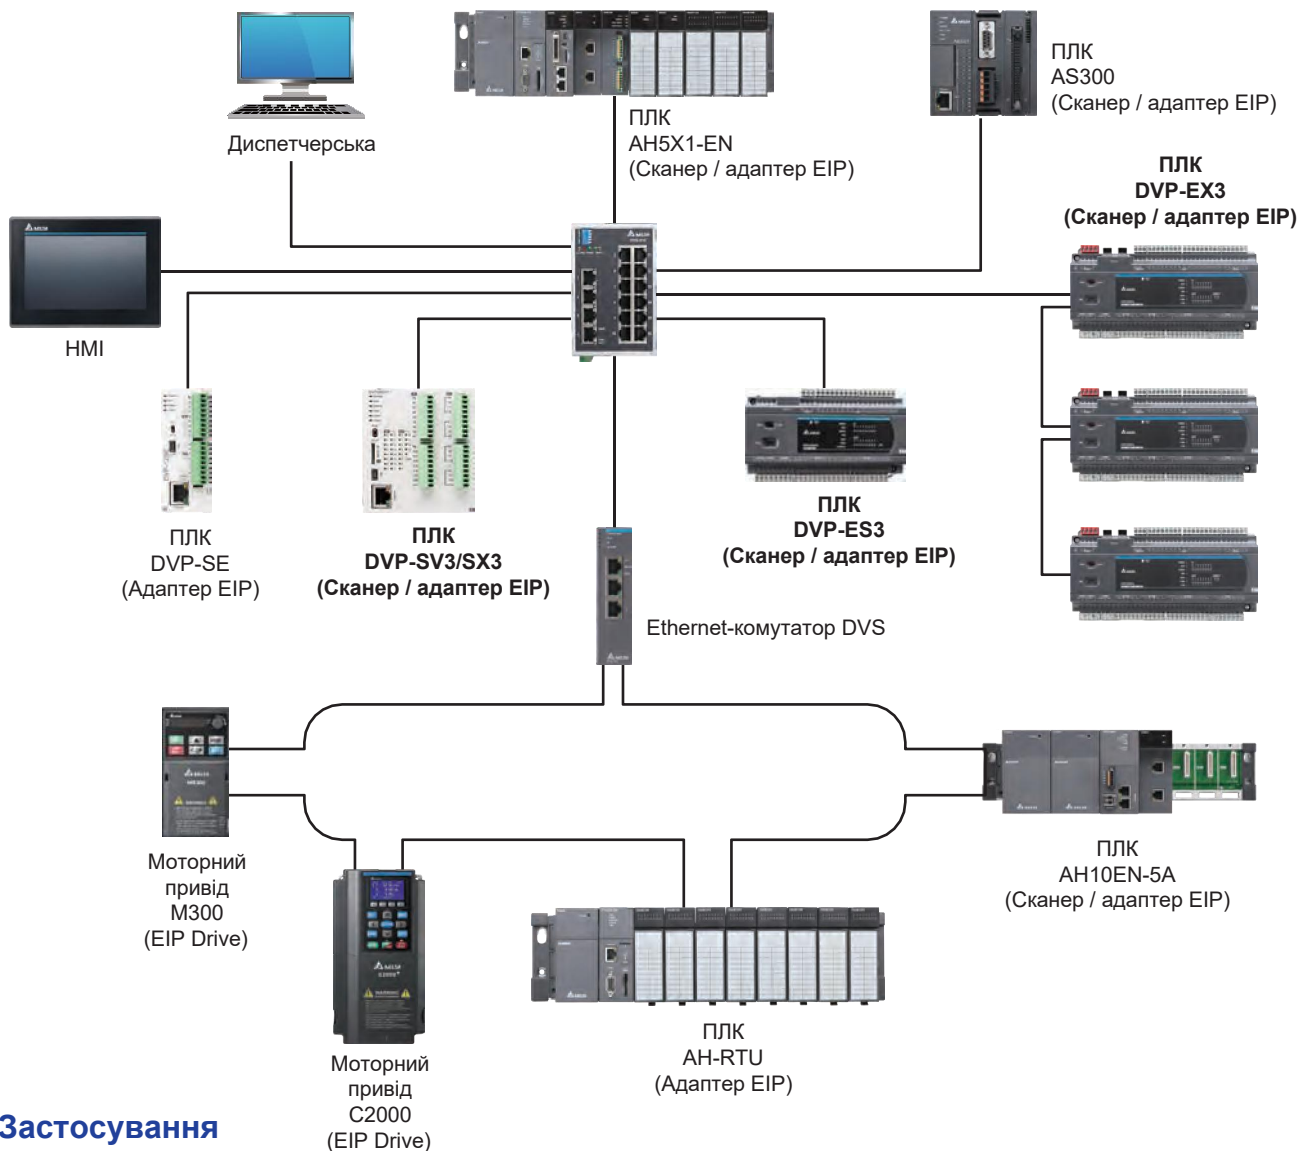 Диспетчерська
ПЛК
AH5X1-EN
(Сканер / адаптер EIP)
ПЛК
AS300
(Сканер / адаптер EIP)
ПЛК
DVP-EX3
(Сканер / адаптер EIP)
HMI
ПЛК
DVP-SE
(Адаптер EIP)
ПЛК
DVP-SV3/SX3
(Сканер / адаптер EIP)
ПЛК
DVP-ES3
(Сканер / адаптер EIP)
Ethernet-комутатор DVS
Моторний
привід
M300
(EIP Drive)
Моторний
привід
C2000
(EIP Drive)
ПЛК
AH-RTU
(Адаптер EIP)
ПЛК
AH10EN-5A
(Сканер / адаптер EIP)
Застосування